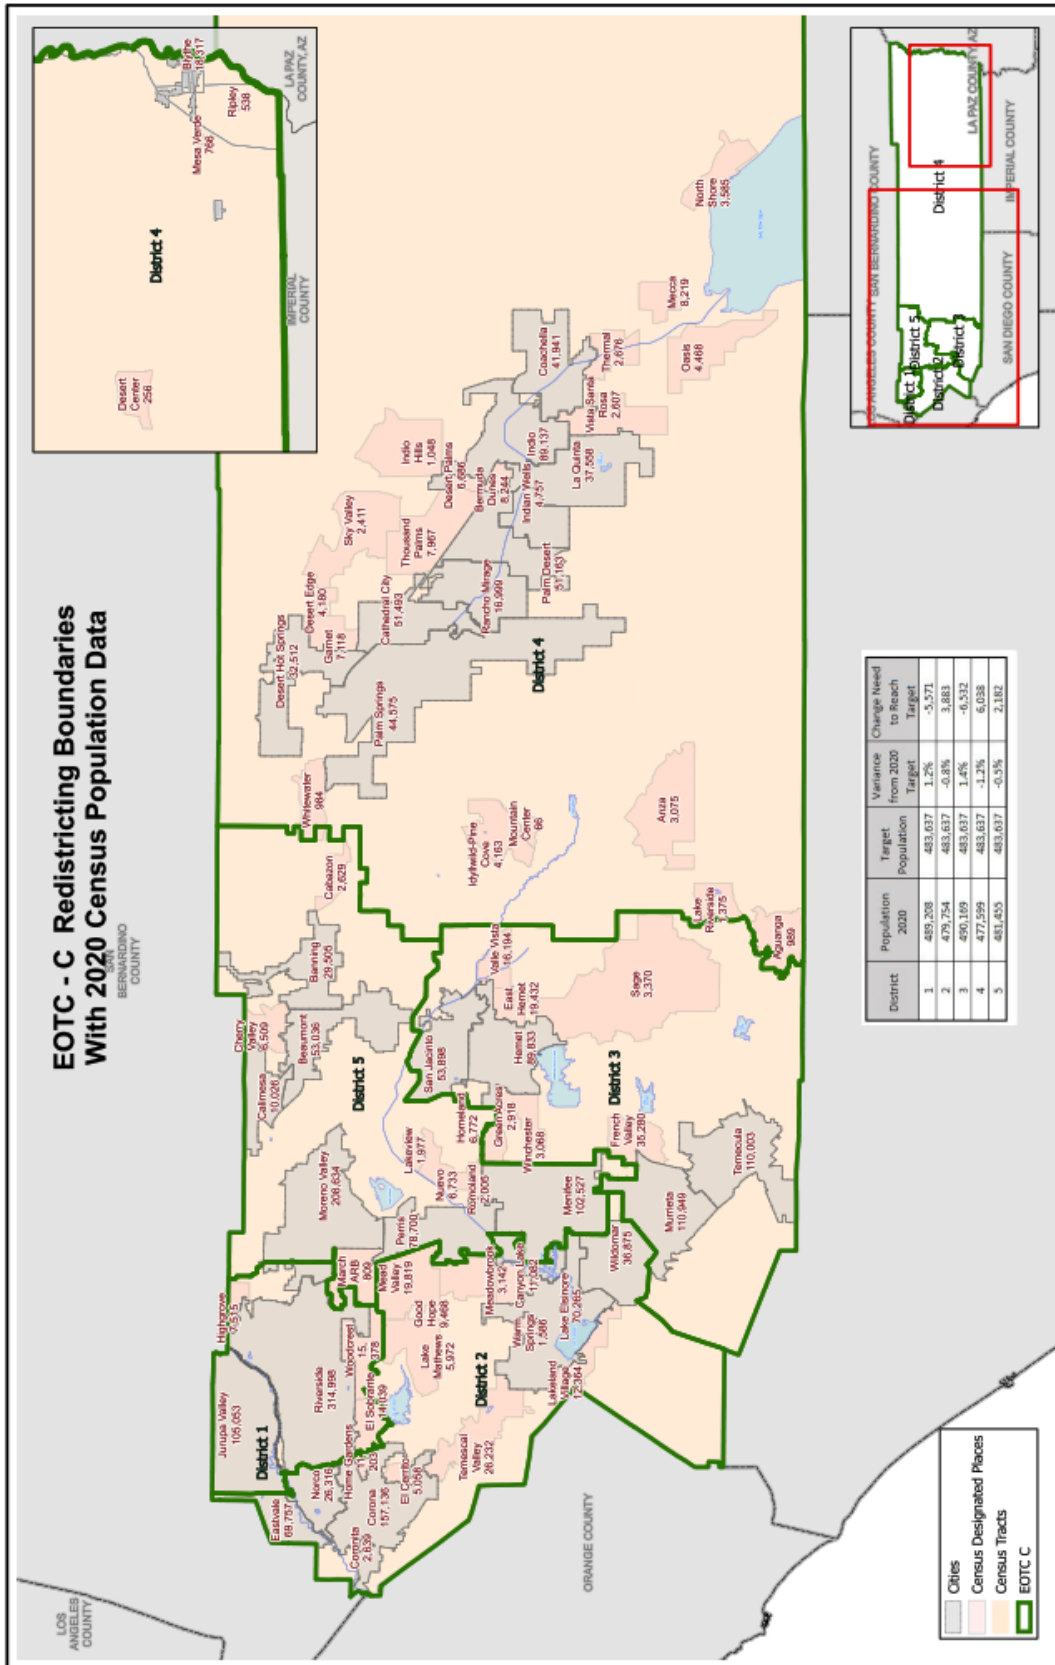 EOTC - C Redistricting Boundaries
With 2020 Census Population Data
LOS
ANGELES
COUNTY
SAN
BERNARDINO
COUNTY
ORANGE COUNTY
Jurupa Valley
105,053
District 1
Highgrove
7,515
Eastvale
69,757
Norco
26,316
Riverside
314,998
Home Gardens
11,
203
Woodcrest
15,
378
March
ARB
809
El Sobrante
14,039
Coronita
2,639
Corona
157,136
El Cerrito
5,058
Temescal
Valley
26,232
Lake
Mathews
5,972
Good
Hope
9,468
Mead
Valley
19,819
District 2
Meadowbrook
3,142
Warm
Springs
1,586
Canyon Lake
11,082
Lake Elsinore
70,265
Lakeland
Village
12,364
Wildomar
36,875
Moreno Valley
208,634
Perris
78,700
Nuevo
6,733
Lakeview
1,977
Romoland
2,005
Homeland
6,772
Menifee
102,527
Calimesa
10,026
Cherry
Valley
6,509
Beaumont
53,036
Banning
29,505
Cabazon
2,629
District 5
San Jacinto
53,898
Green Acres
2,918
Winchester
3,068
Hemet
89,833
East
Hemet
19,432
Valle Vista
16,194
District 3
French
Valley
35,280
Murrieta
110,949
Temecula
110,003
Sage
3,370
Lake
Riverside
1,375
Aguanga
989
Anza
3,075
Idyllwild-Pine
Cove
4,163
Mountain
Center
66
Whitewater
984
Desert Hot Springs
32,512
Garnet
7,118
Desert Edge
4,180
Palm Springs
44,575
Cathedral City
51,493
Sky Valley
2,411
Thousand
Palms
7,967
Rancho Mirage
16,999
Palm Desert
51,163
District 4
Indio
Hills
1,048
Desert Palms
6,686
Bermuda
Dunes
8,244
Indian Wells
4,757
Indio
89,137
La Quinta
37,558
Coachella
41,941
Vista Santa
Rosa
2,607
Thermal
2,676
Oasis
4,468
Mecca
8,219
North
Shore
3,585
District 4
Desert
Center
256
Mesa Verde
766
Blythe
18,317
Ripley
538
IMPERIAL
COUNTY
LA PAZ
COUNTY, AZ
District Population 2020 Target Population Variance from 2020 Target Change Need to Reach Target
1 489,208 483,637 1.2% -5,571
2 479,754 483,637 -0.8% 3,883
3 490,169 483,637 1.4% -6,532
4 477,599 483,637 -1.2% 6,038
5 481,455 483,637 -0.5% 2,182
LOS ANGELES COUNTY
SAN BERNARDINO COUNTY
District 1
District 5
District 2
District 3
District 4
LA PAZ COUNTY, AZ
IMPERIAL COUNTY
SAN DIEGO COUNTY
Cities
Census Designated Places
Census Tracts
EOTC C